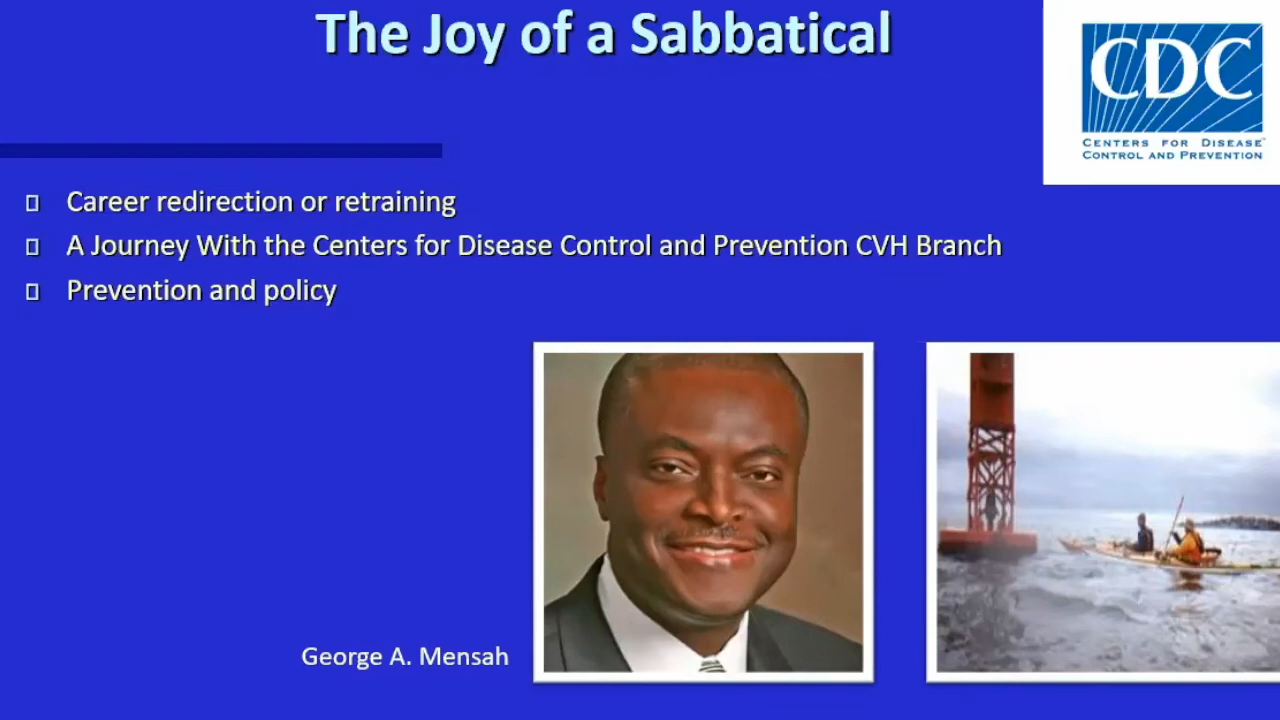 The Joy of a Sabbatical
CDC
CENTERS FOR DISEASE
CONTROL AND PREVENTION
Career redirection or retraining
A Journey With the Centers for Disease Control and Prevention CVH Branch
Prevention and policy
George A. Mensah